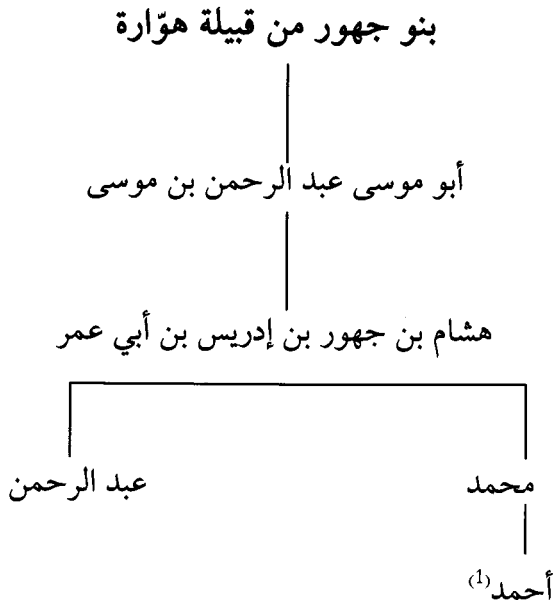 بنو جهور من قبيلة هوّارة
أبو موسى عبد الرحمن بن موسى
هشام بن جهور بن إدريس بن أبي عمر
محمد
عبد الرحمن
أحمد(1)